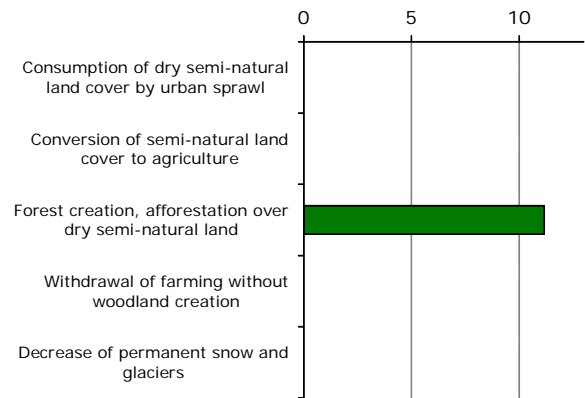 0 5 10
Consumption of dry semi-natural
land cover by urban sprawl
Conversion of semi-natural land
cover to agriculture
Forest creation, afforestation over
dry semi-natural land
Withdrawal of farming without
woodland creation
Decrease of permanent snow and
glaciers